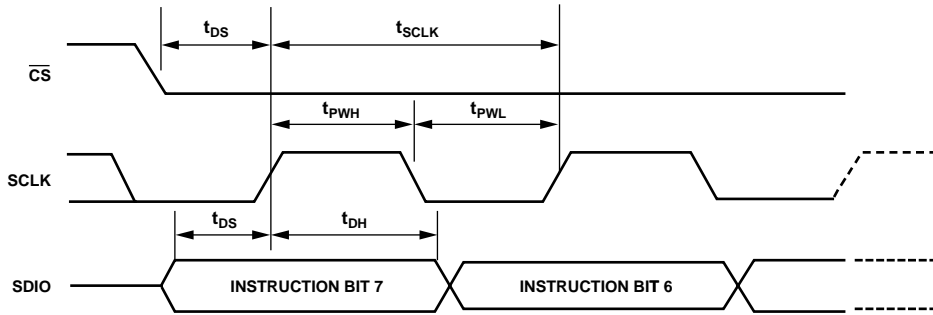 tDS
tSCLK
CS
tPWH
tPWL
SCLK
tDS
tDH
SDIO
INSTRUCTION BIT 7
INSTRUCTION BIT 6